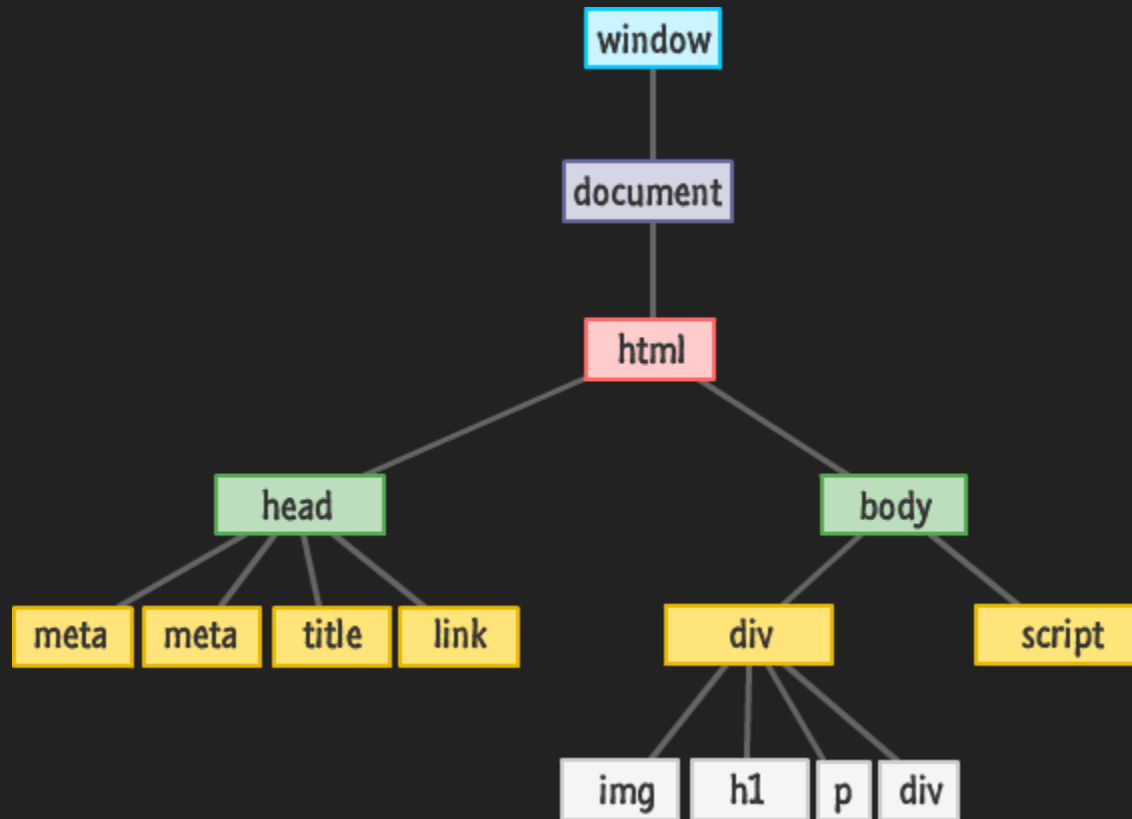 window
document
html
head body
meta meta title link div script
img h1 p div